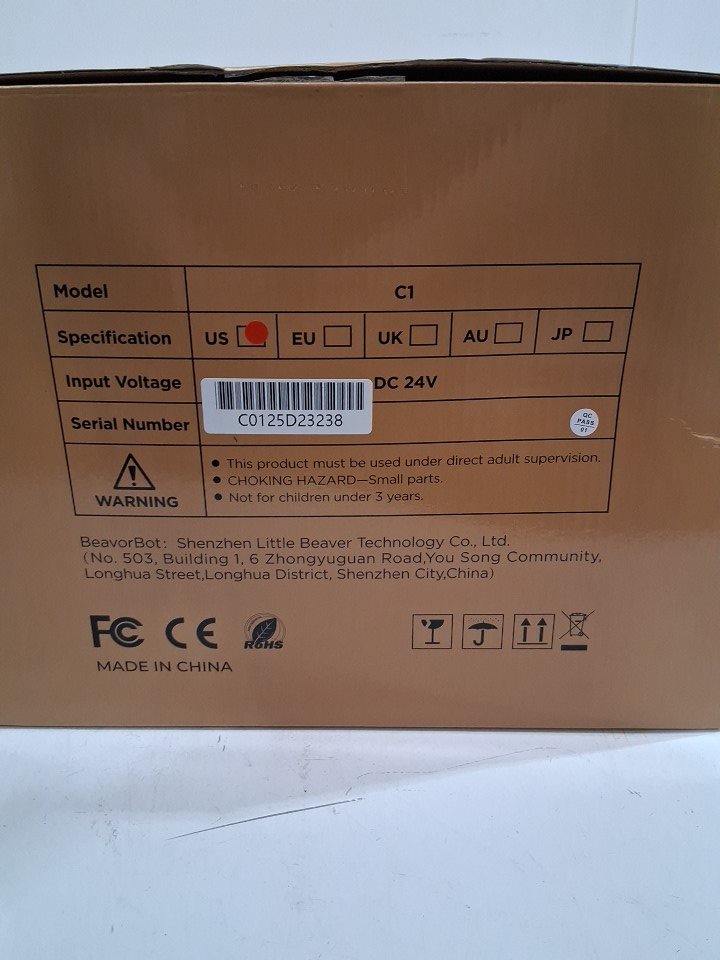 Model C1
Specification US EU UK AU JP
Input Voltage DC 24V
Serial Number C0125D23238
QC
PASS
01
WARNING
• This product must be used under direct adult supervision.
• CHOKING HAZARD—Small parts.
• Not for children under 3 years.
BeavorBot: Shenzhen Little Beaver Technology Co., Ltd.
(No. 503, Building 1, 6 Zhongyuguan Road,You Song Community,
Longhua Street,Longhua District, Shenzhen City,China)
FC CE RoHS
MADE IN CHINA